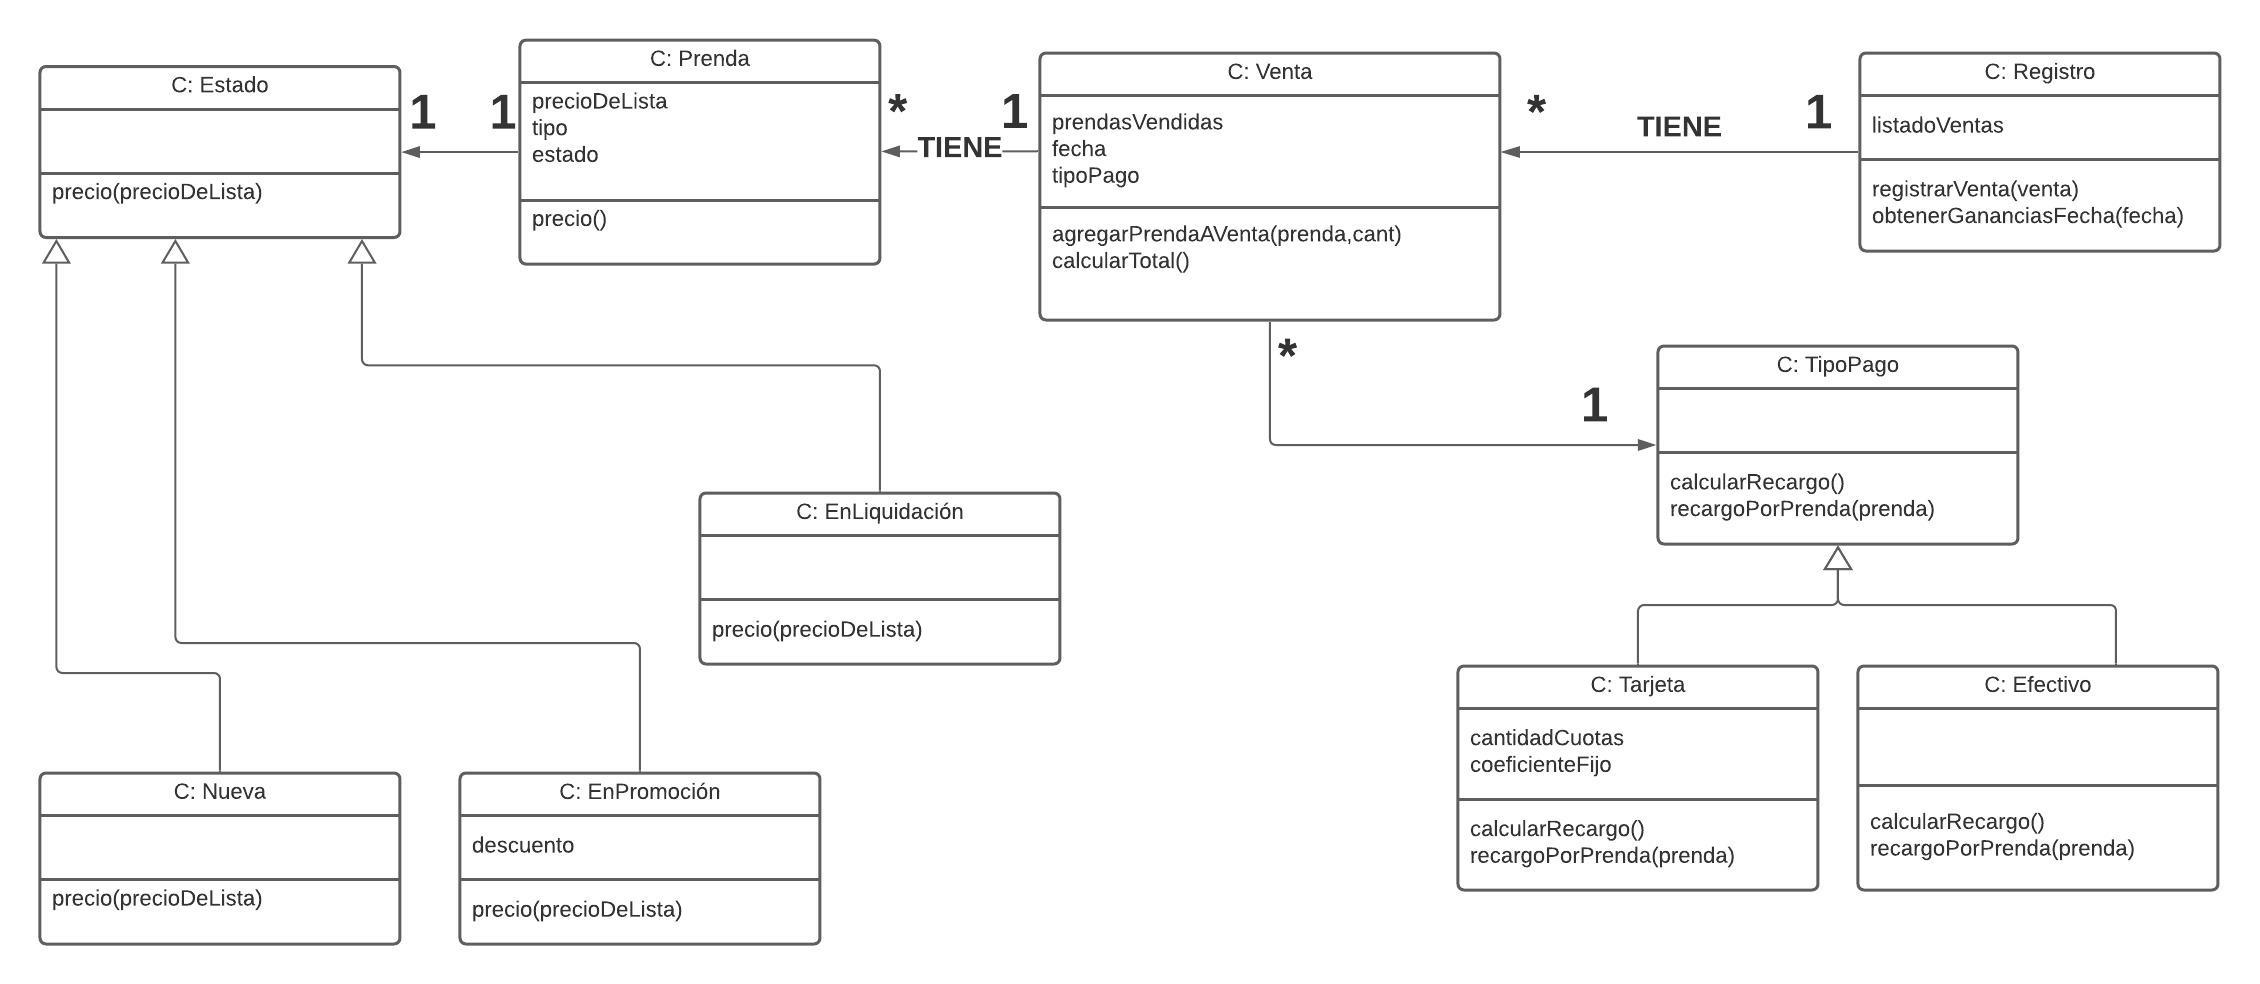 C: Estado
precio(precioDeLista)
1
1
C: Prenda
precioDeLista
tipo
estado
precio()
*
TIENE
1
C: Venta
prendasVendidas
fecha
tipoPago
agregarPrendaAVenta(prenda,cant)
calcularTotal()
*
TIENE
1
C: Registro
listadoVentas
registrarVenta(venta)
obtenerGananciasFecha(fecha)
*
1
C: TipoPago
calcularRecargo()
recargoPorPrenda(prenda)
C: EnLiquidación
precio(precioDeLista)
C: Nueva
precio(precioDeLista)
C: EnPromoción
descuento
precio(precioDeLista)
C: Tarjeta
cantidadCuotas
coeficienteFijo
calcularRecargo()
recargoPorPrenda(prenda)
C: Efectivo
calcularRecargo()
recargoPorPrenda(prenda)